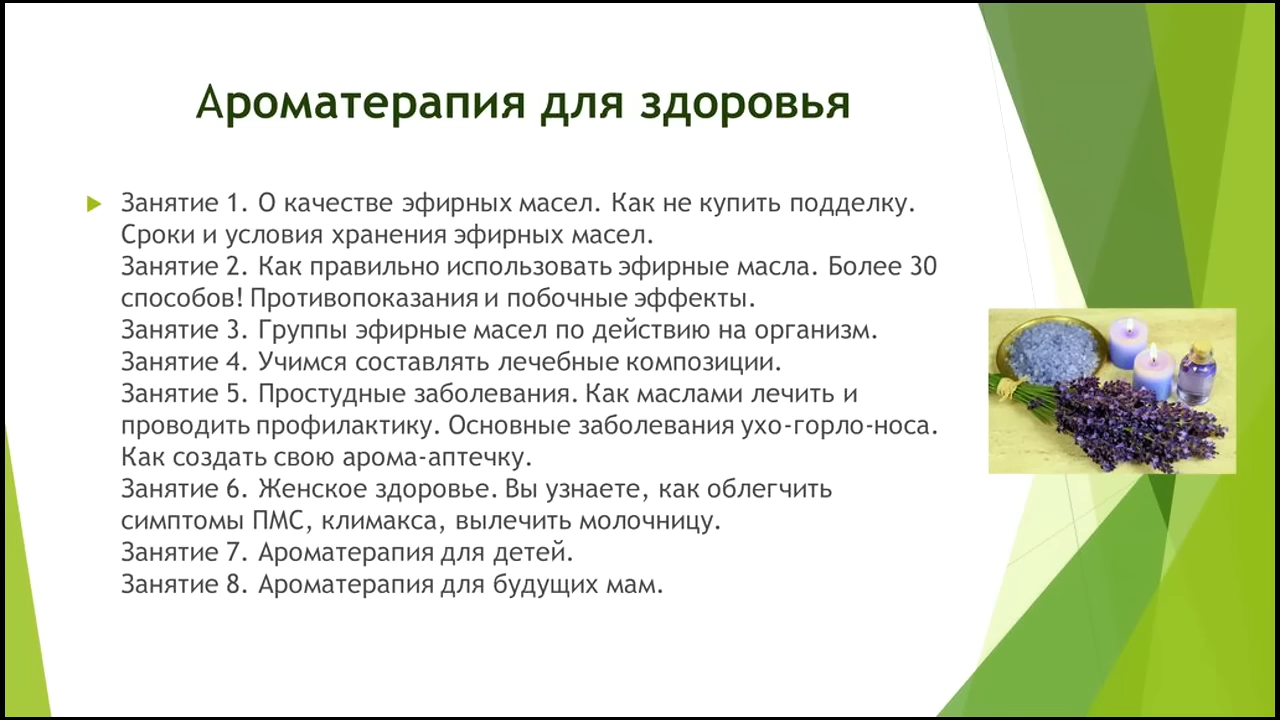 Ароматерапия для здоровья
Занятие 1. О качестве эфирных масел. Как не купить подделку.
Сроки и условия хранения эфирных масел.
Занятие 2. Как правильно использовать эфирные масла. Более 30
способов! Противопоказания и побочные эффекты.
Занятие 3. Группы эфирные масел по действию на организм.
Занятие 4. Учимся составлять лечебные композиции.
Занятие 5. Простудные заболевания. Как маслами лечить и
проводить профилактику. Основные заболевания ухо-горло-носа.
Как создать свою арома-аптечку.
Занятие 6. Женское здоровье. Вы узнаете, как облегчить
симптомы ПМС, климакса, вылечить молочницу.
Занятие 7. Ароматерапия для детей.
Занятие 8. Ароматерапия для будущих мам.